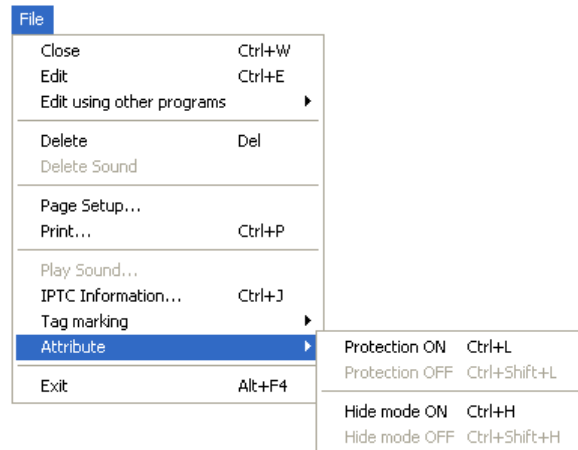 File
Close Ctrl+W
Edit Ctrl+E
Edit using other programs
Delete Del
Delete Sound
Page Setup...
Print... Ctrl+P
Play Sound...
IPTC Information... Ctrl+J
Tag marking
Attribute
Exit Alt+F4
Protection ON Ctrl+L
Protection OFF Ctrl+Shift+L
Hide mode ON Ctrl+H
Hide mode OFF Ctrl+Shift+H